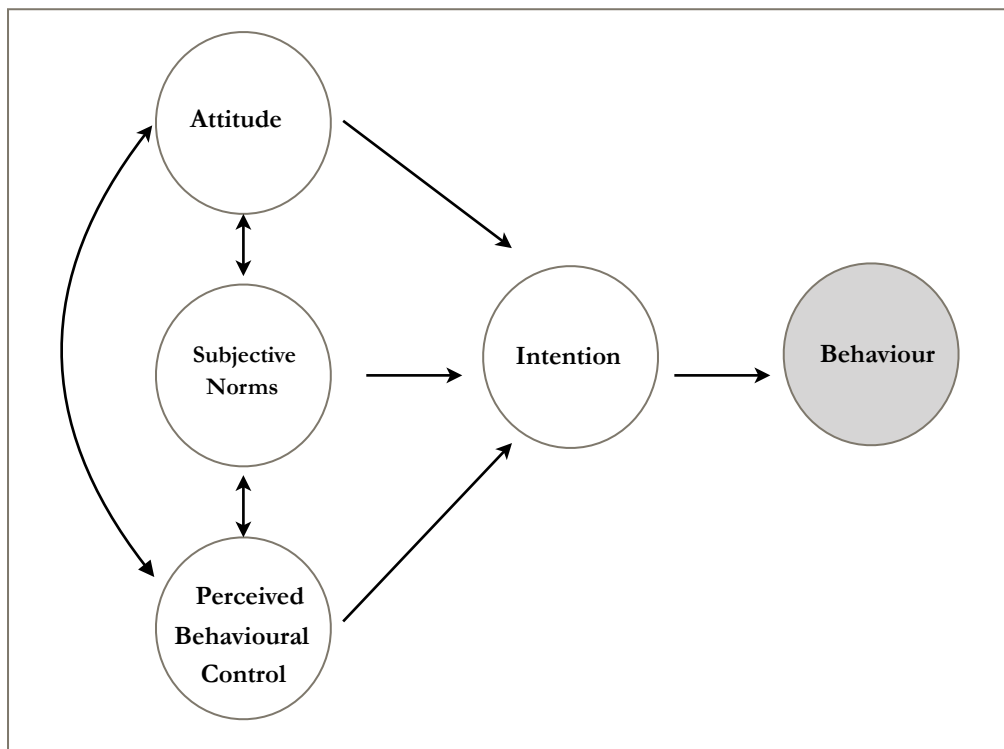 Attitude
Subjective
Norms
Intention
Behaviour
Perceived
Behavioural
Control